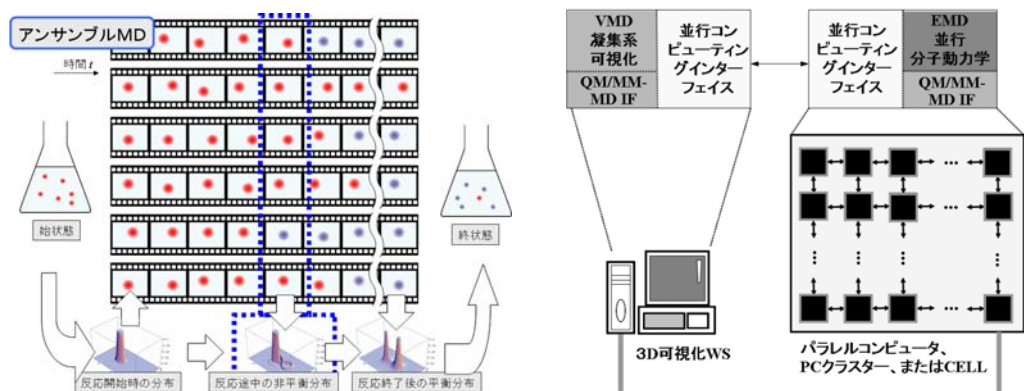 アンサンブルMD
時間 t
始状態
終状態
反応開始時の分布
反応途中の非平衡分布
反応終了後の平衡分布
VMD
凝集系
可視化
QM/MM-
MD IF
並行コン
ピューティン
グインター
フェイス
並行コン
ピューティン
グインター
フェイス
EMD
並行
分子動力学
QM/MM-
MD IF
3D可視化WS
パラレルコンピュータ、
PCクラスター、またはCELL